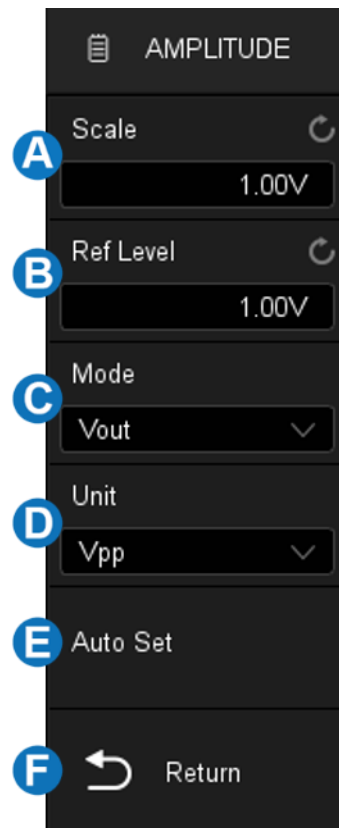 AMPLITUDE
A
Scale
1.00V
B
Ref Level
1.00V
C
Mode
Vout
D
Unit
Vpp
E
Auto Set
F
Return